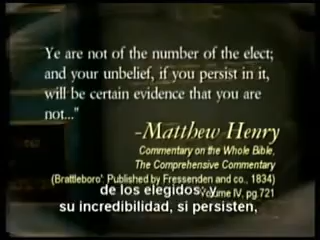 Ye are not of the number of the elect;
and your unbelief, if you persist in it,
will be certain evidence that you are
not..."
-Matthew Henry
Commentary on the Whole Bible,
The Comprehensive Commentary
(Brattleboro': Published by Fressenden and co., 1834)
Volume IV. pg.721
de los elegidos; y
su incredibilidad, si persisten,